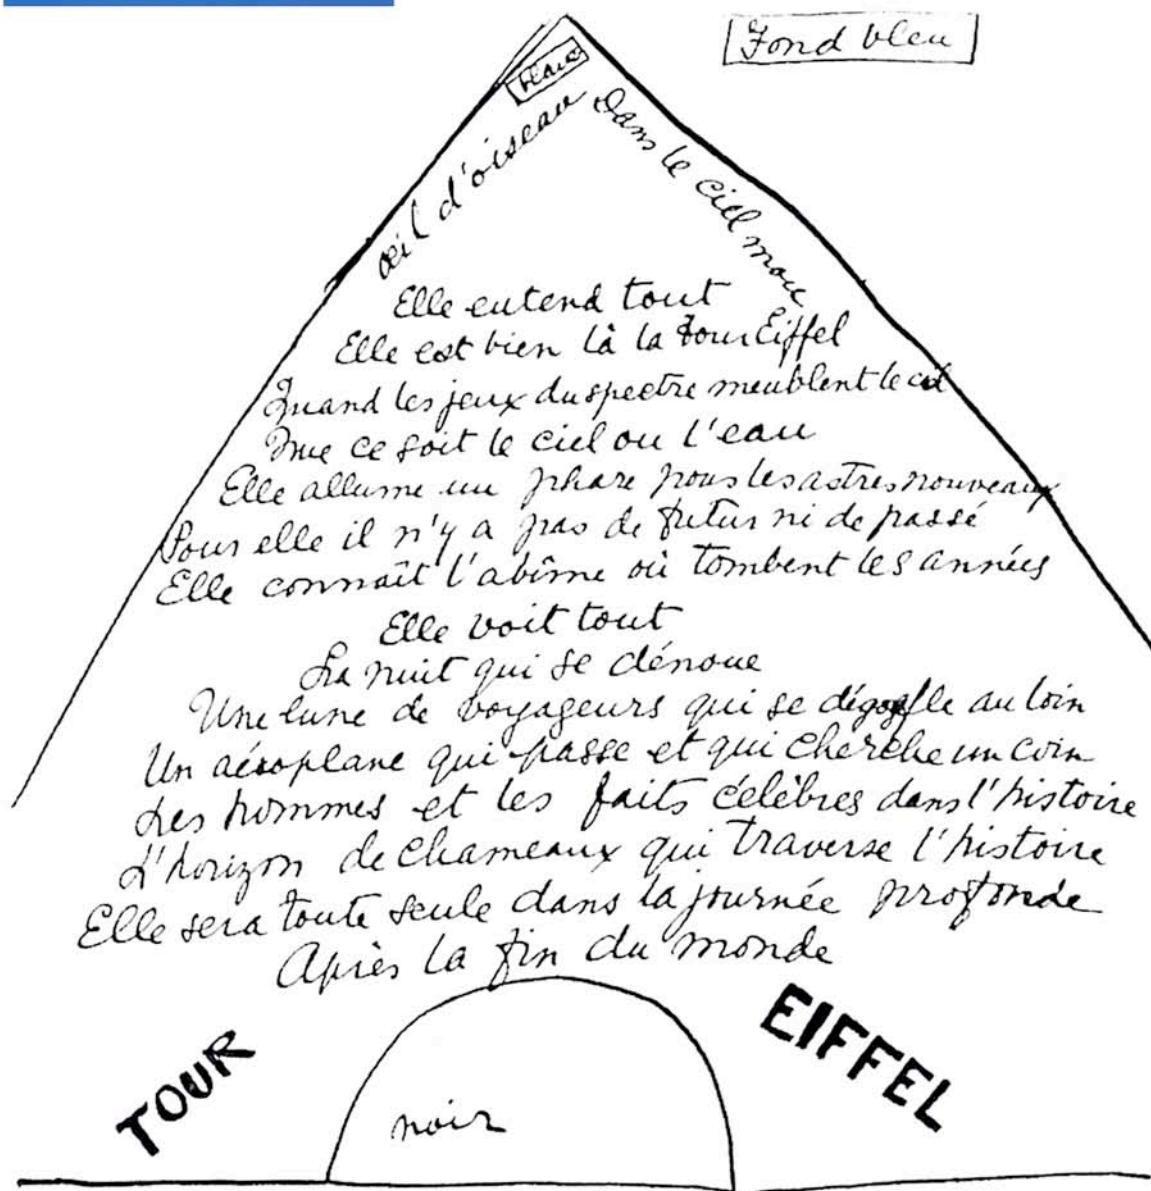 Fond bleu
blanc
Œil d'oiseau
Dans le ciel mou
Elle entend tout
Elle est bien là la tour Eiffel
Quand les jeux du spectre meublent le ciel
Que ce soit le ciel ou l'eau
Elle allume un phare pour les astres nouveaux
Pour elle il n'y a pas de futur ni de passé
Elle connaît l'abîme où tombent les années
Elle voit tout
La nuit qui se dénoue
Une lune de voyageurs qui se dégonfle au loin
Un aéroplane qui passe et qui cherche un coin
Les hommes et les faits célèbres dans l'histoire
L'horizon de chameaux qui traverse l'histoire
Elle sera toute seule dans la journée profonde
Après la fin du monde
TOUR EIFFEL
noir